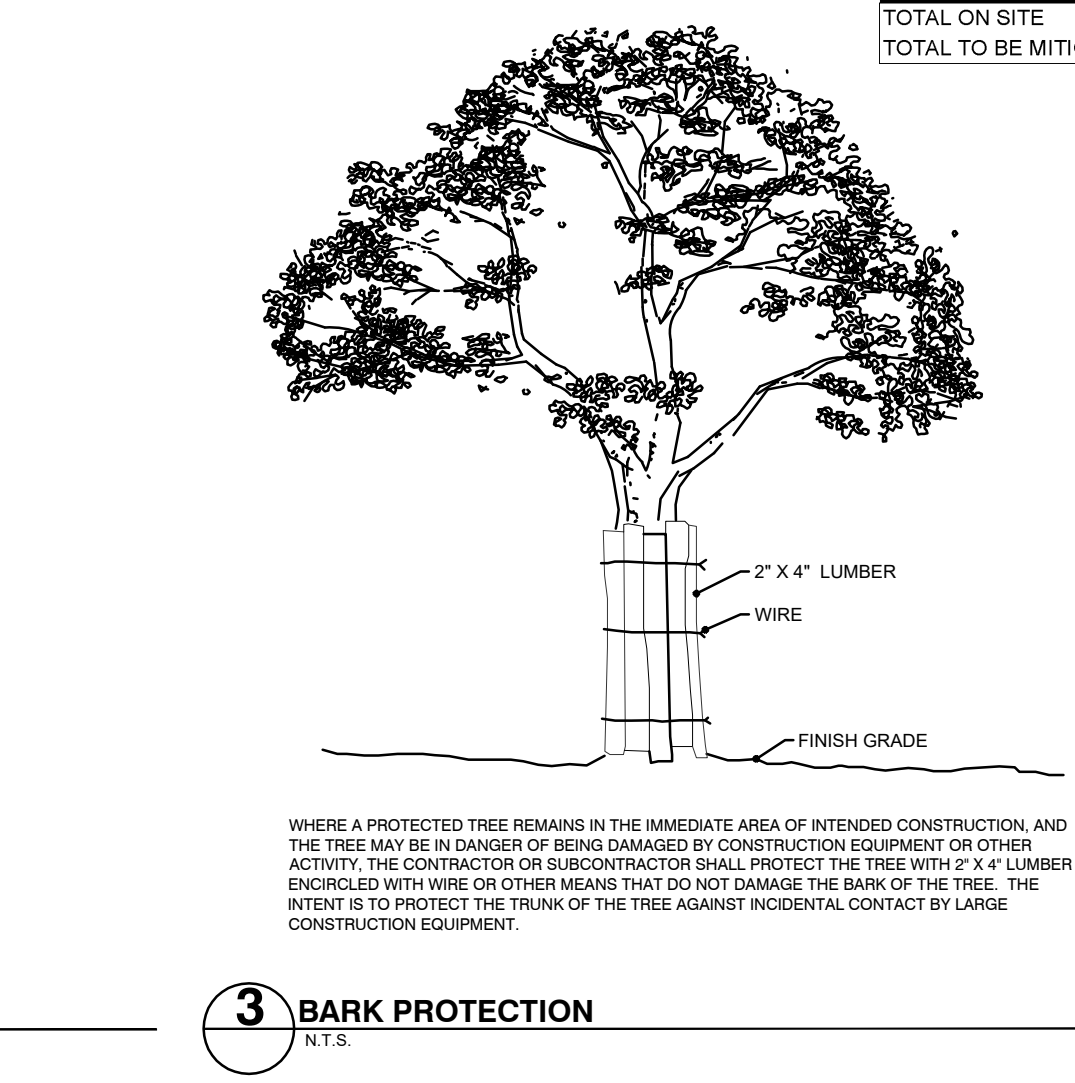 TOTAL ON SITE
TOTAL TO BE
2" X 4" LUMBER
WIRE
FINISH GRADE
WHERE A PROTECTED TREE REMAINS IN THE IMMEDIATE AREA OF INTENDED CONSTRUCTION, AND
THE TREE MAY BE IN DANGER OF BEING DAMAGED BY CONSTRUCTION EQUIPMENT OR OTHER
ACTIVITY, THE CONTRACTOR OR SUBCONTRACTOR SHALL PROTECT THE TREE WITH 2" X 4" LUMBER
ENCIRCLED WITH WIRE OR OTHER MEANS THAT DO NOT DAMAGE THE BARK OF THE TREE. THE
INTENT IS TO PROTECT THE TRUNK OF THE TREE AGAINST INCIDENTAL CONTACT BY LARGE
CONSTRUCTION EQUIPMENT.
3 BARK PROTECTION
N.T.S.